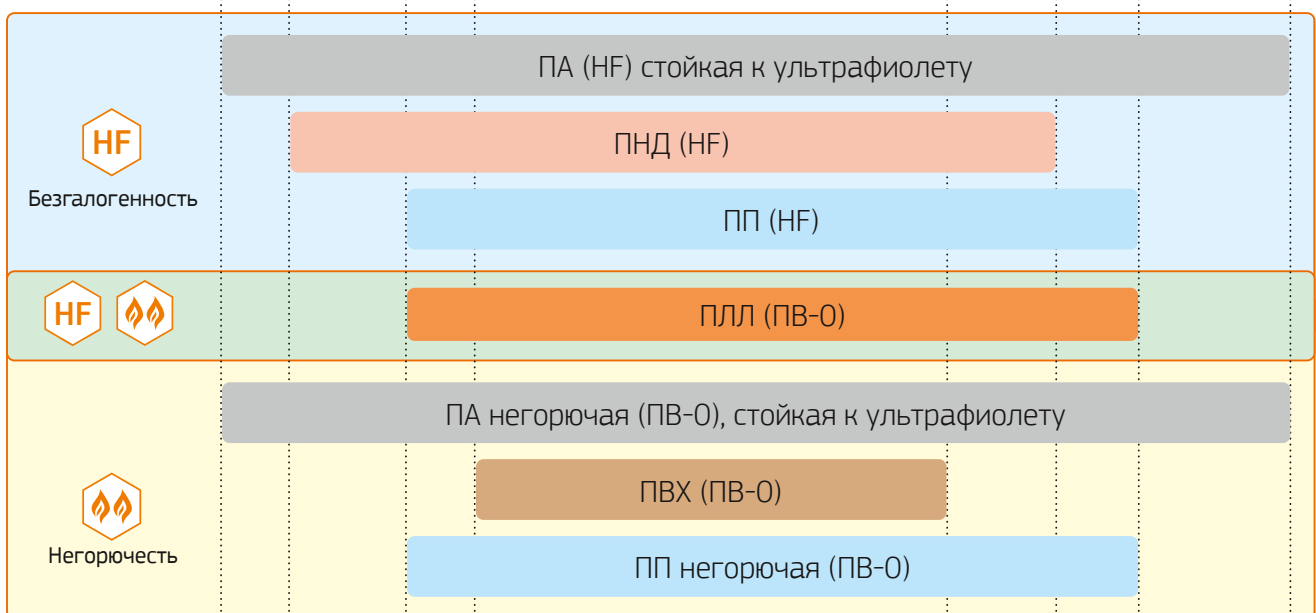 ПА (HF) стойкая к ультрафиолету
HF
ПНД (HF)
Безгалогенность
ПП (HF)
HF
ПЛЛ (ПВ-0)
ПА негорючая (ПВ-0), стойкая к ультрафиолету
ПВХ (ПВ-0)
Негорючесть
ПП негорючая (ПВ-0)